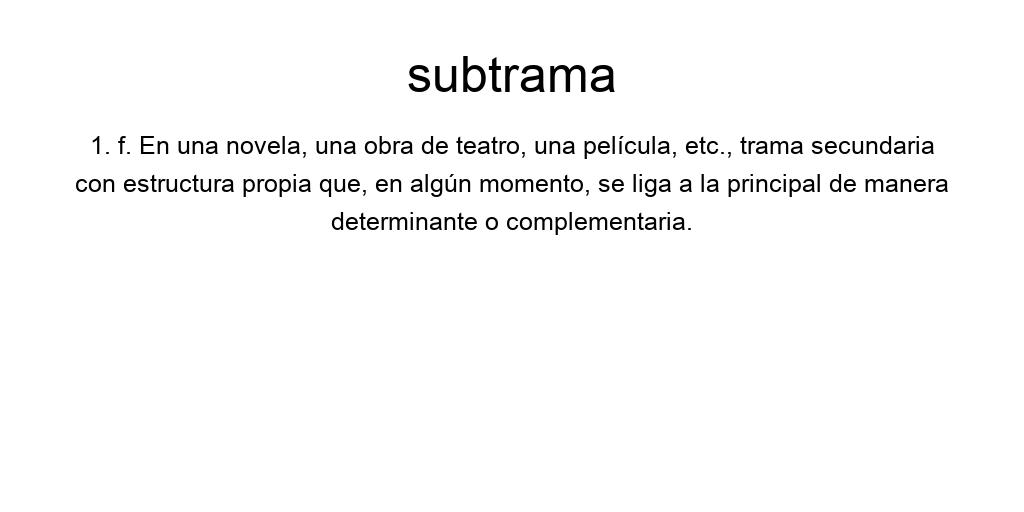 subtrama
1. f. En una novela, una obra de teatro, una película, etc., trama secundaria
con estructura propia que, en algún momento, se liga a la principal de manera
determinante o complementaria.